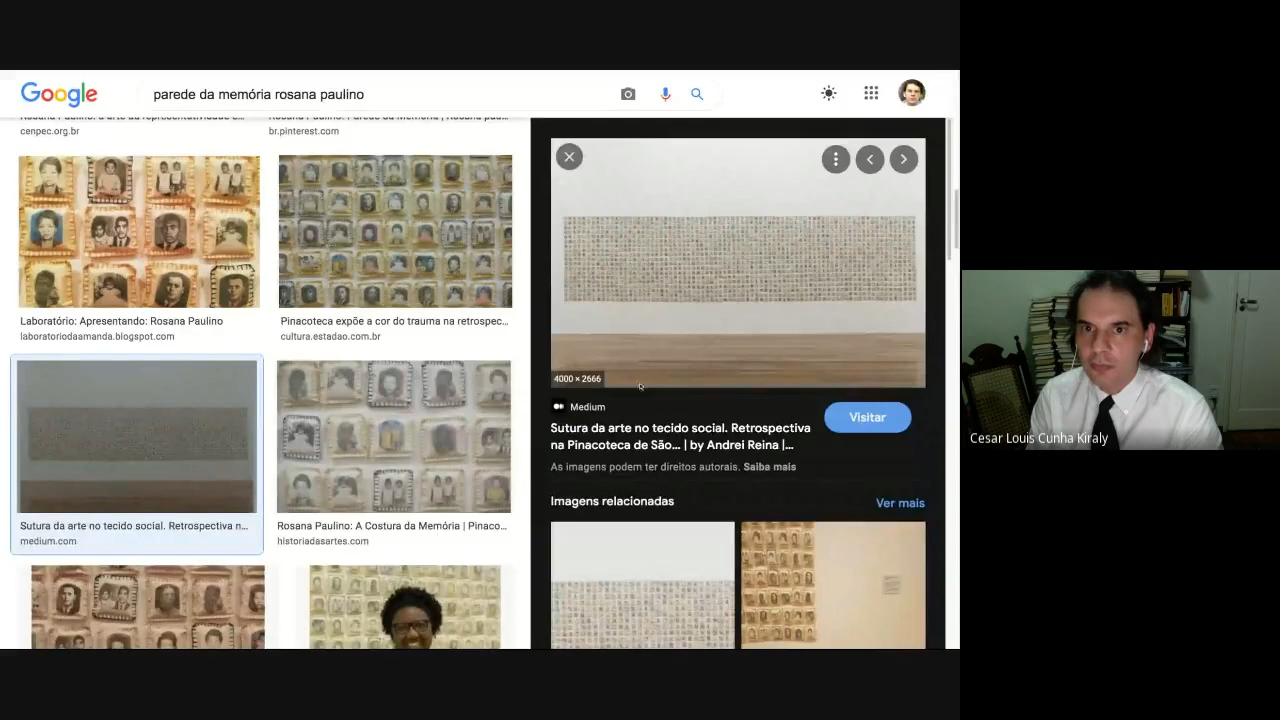 Google
parede da memória rosana paulino
cenpec.org.br
br.pinterest.com
Laboratório: Apresentando: Rosana Paulino
laboratoriodaamanda.blogspot.com
Pinacoteca expõe a cor do trauma na retrospec...
cultura.estadao.com.br
Sutura da arte no tecido social. Retrospectiva n...
medium.com
Rosana Paulino: A Costura da Memória | Pinaco...
historiadasartes.com
4000 × 2666
Medium
Sutura da arte no tecido social. Retrospectiva
na Pinacoteca de São... | by Andrei Reina |...
Visitar
As imagens podem ter direitos autorais. Saiba mais
Imagens relacionadas
Ver mais
Cesar Louis Cunha Kiraly